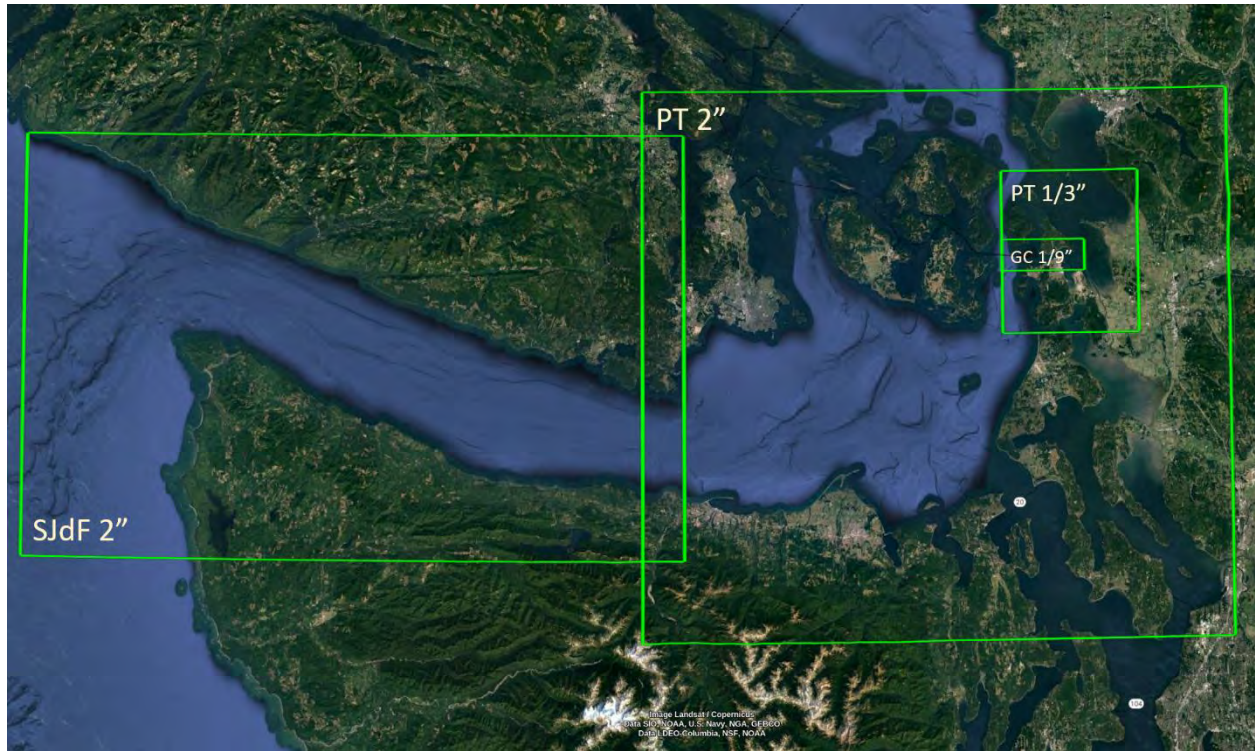 PT 2”
PT 1/3”
GC 1/9”
SJdF 2”
20
104
Image Landsat / Copernicus
Data SIO, NOAA, U.S. Navy, NGA, GEBCO
Data LDEO-Columbia, NSF, NOAA